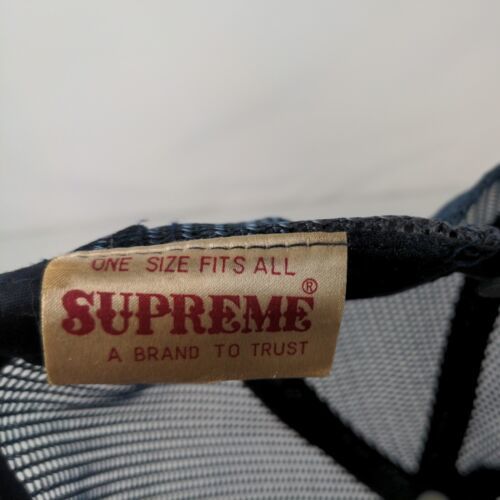 ONE SIZE FITS ALL
SUPREME®
A BRAND TO TRUST